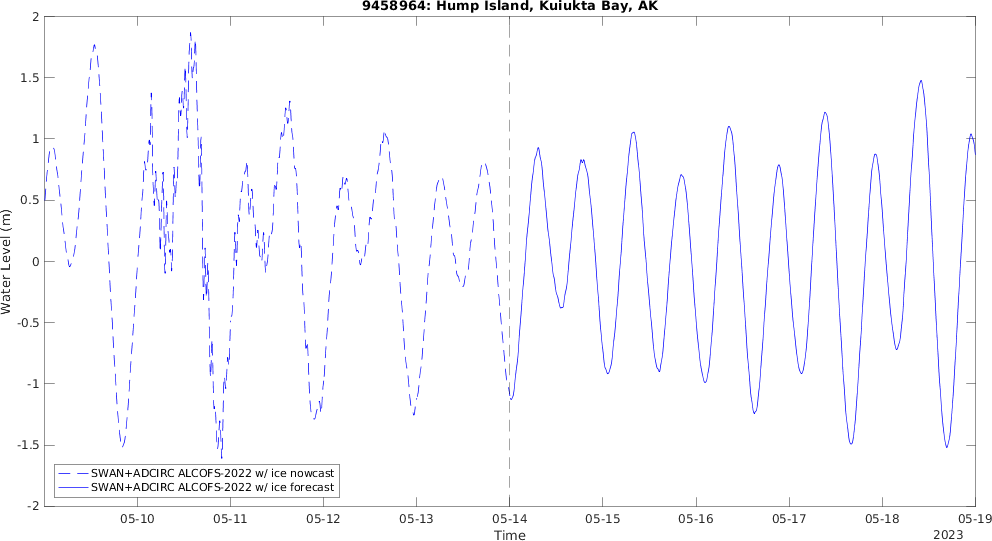 9458964: Hump Island, Kuiukta Bay, AK
2
1.5
1
0.5
0
-0.5
-1
-1.5
-2
Water Level (m)
SWAN+ADCIRC ALCOFS-2022 w/ ice nowcast
SWAN+ADCIRC ALCOFS-2022 w/ ice forecast
05-10 05-11 05-12 05-13 05-14 05-15 05-16 05-17 05-18 05-19
Time
2023